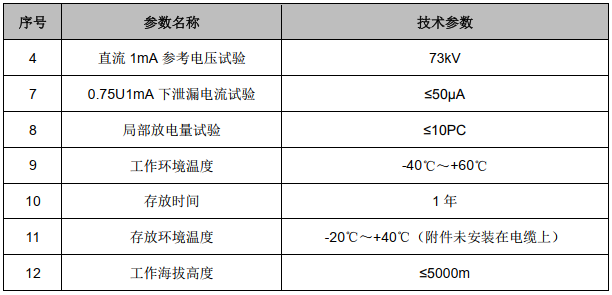 序号 参数名称 技术参数
4 直流 1mA 参考电压试验 73kV
7 0.75U1mA 下泄漏电流试验 ≤50μA
8 局部放电量试验 ≤10PC
9 工作环境温度 -40℃～+60℃
10 存放时间 1 年
11 存放环境温度 -20℃～+40℃（附件未安装在电缆上）
12 工作海拔高度 ≤5000m